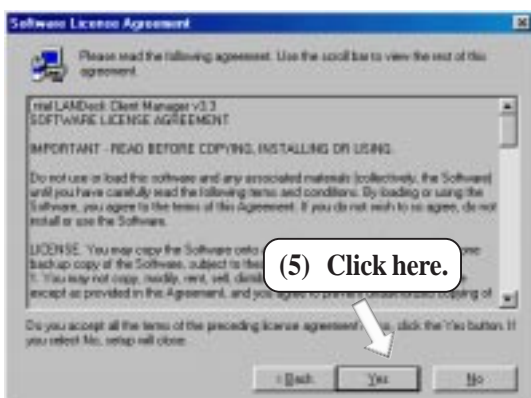 Software License Agreement
Please read the following agreement. Use the scroll bar to view the rest of this
agreement.
ntel LANDesk Client Manager v3.3
SOFTWARE LICENSE AGREEMENT
IMPORTANT - READ BEFORE COPYING, INSTALLING OR USING.
Do not use or load this software and any associated materials (collectively, the Software)
until you have carefully read the following terms and conditions. By loading or using the
Software, you agree to the terms of this Agreement. If you do not wish to so agree, do not
install or use the Software.
LICENSE. You may copy the Software onto
backup copy of the Software, subject to
(5) Click here.
1. You may not copy, modify, rent, sell,
except as provided in the Agreement, and you agree to prevent unauthorized copying of
Do you accept all the terms of the preceding license agreement click the Yes button. If
you select No, setup will close.
< Back
Yes
No